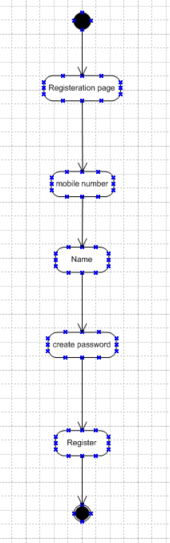 Registeration page
mobile number
Name
create password
Register